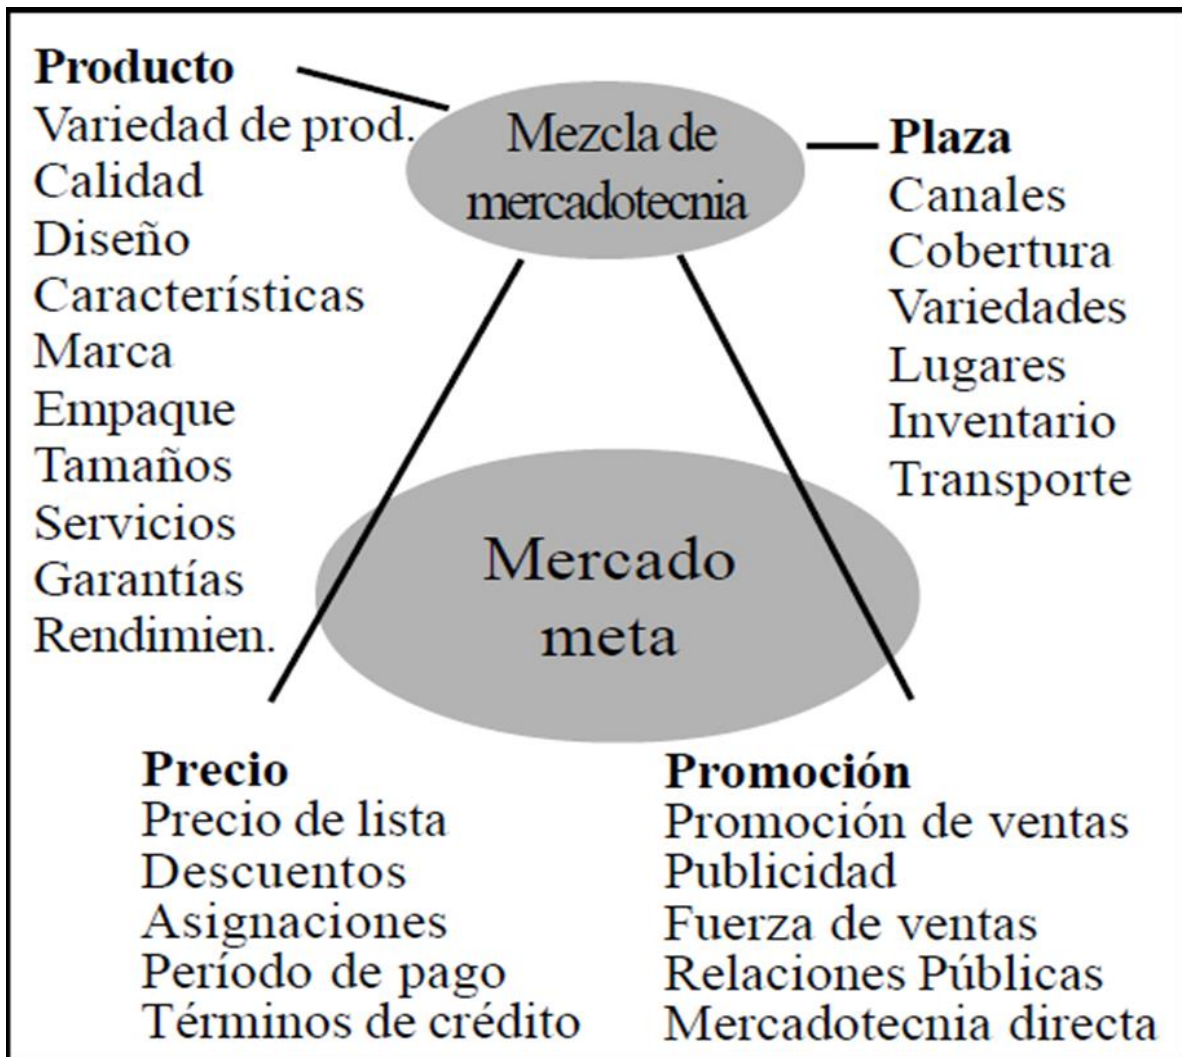 Producto
Variedad de prod.
Calidad
Diseño
Características
Marca
Empaque
Tamaños
Servicios
Garantías
Rendimien.
Mezcla de
mercadotecnia
Plaza
Canales
Cobertura
Variedades
Lugares
Inventario
Transporte
Mercado
meta
Precio
Precio de lista
Descuentos
Asignaciones
Período de pago
Términos de crédito
Promoción
Promoción de ventas
Publicidad
Fuerza de ventas
Relaciones Públicas
Mercadotecnia directa